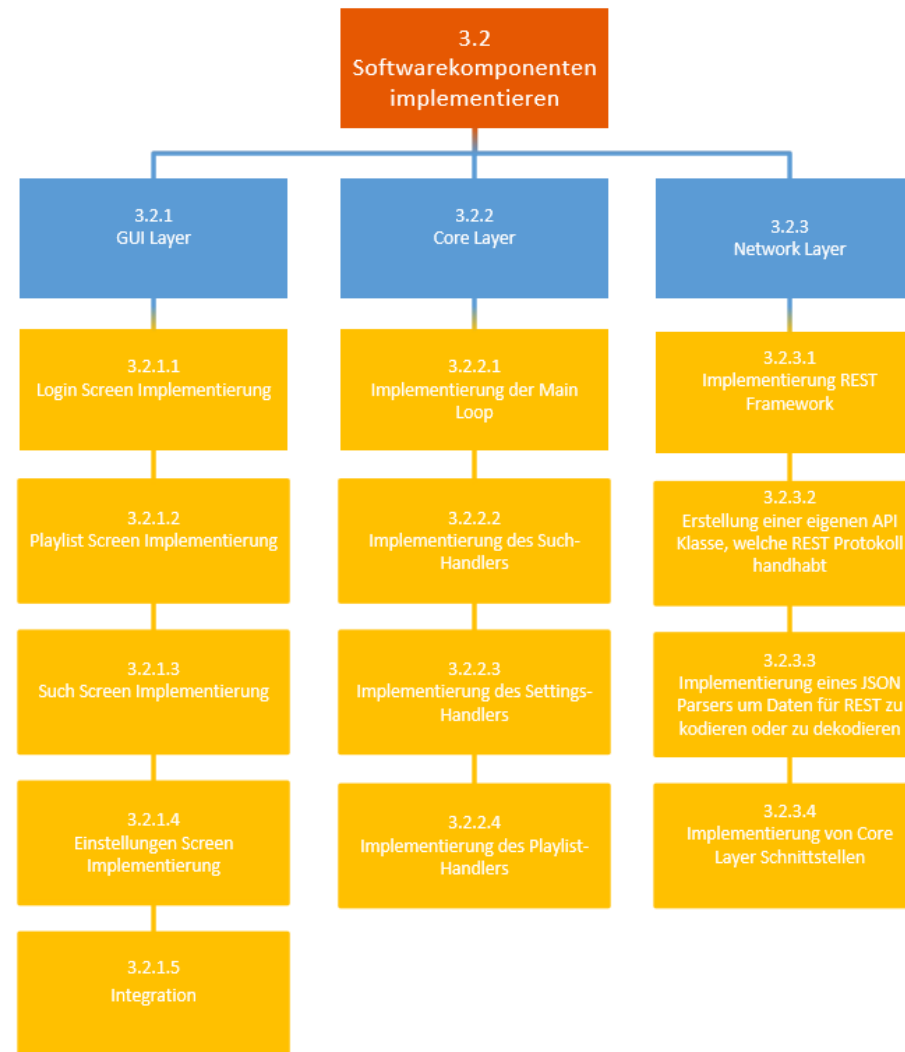 3.2
Softwarekomponenten
implementieren
3.2.1
GUI Layer
3.2.1.1
Login Screen Implementierung
3.2.1.2
Playlist Screen Implementierung
3.2.1.3
Such Screen Implementierung
3.2.1.4
Einstellungen Screen
Implementierung
3.2.1.5
Integration
3.2.2
Core Layer
3.2.2.1
Implementierung der Main
Loop
3.2.2.2
Implementierung des Such-
Handlers
3.2.2.3
Implementierung des Settings-
Handlers
3.2.2.4
Implementierung des Playlist-
Handlers
3.2.3
Network Layer
3.2.3.1
Implementierung REST
Framework
3.2.3.2
Erstellung einer eigenen API
Klasse, welche REST Protokoll
handhabt
3.2.3.3
Implementierung eines JSON
Parsers um Daten für REST zu
kodieren oder zu dekodieren
3.2.3.4
Implementierung von Core
Layer Schnittstellen